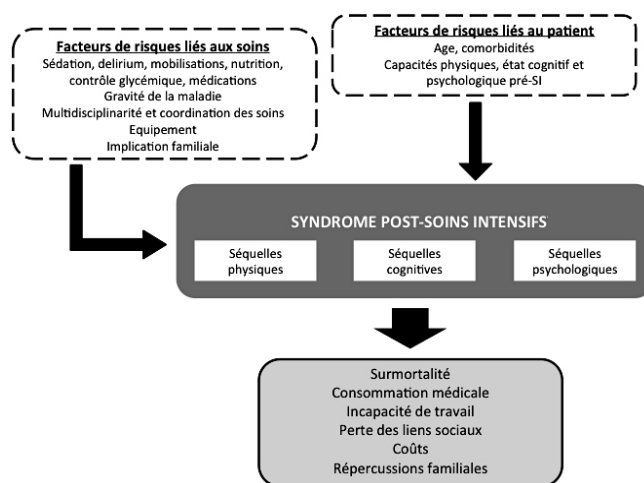 Facteurs de risques liés aux soins
Sédation, delirium, mobilisations, nutrition,
contrôle glycémique, médications
Gravité de la maladie
Multidisciplinarité et coordination des soins
Equipement
Implication familiale
Facteurs de risques liés au patient
Age, comorbidités
Capacités physiques, état cognitif et
psychologique pré-SI
SYNDROME POST-SOINS INTENSIFS
Séquelles
physiques
Séquelles
cognitives
Séquelles
psychologiques
Surmortalité
Consommation médicale
Incapacité de travail
Perte des liens sociaux
Coûts
Répercussions familiales